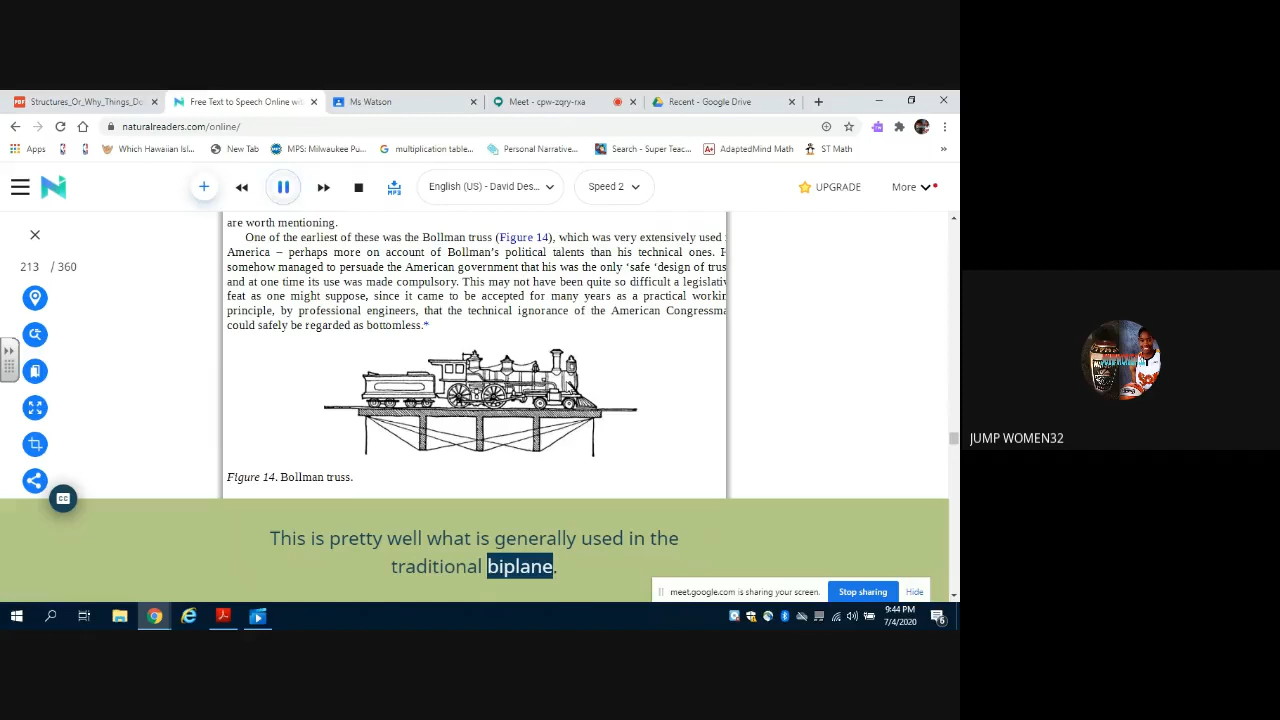 Structures_Or_Why_Things_Do
Free Text to Speech Online wit
Ms Watson
Meet - cpw-zqry-rxa
Recent - Google Drive
naturalreaders.com/online/
Apps
Which Hawaiian Isl...
New Tab
MPS: Milwaukee Pu...
multiplication table...
Personal Narrative...
Search - Super Teac...
AdaptedMind Math
ST Math
»
MP3
English (US) - David Des...
Speed 2
UPGRADE
More
213 / 360
are worth mentioning.
One of the earliest of these was the Bollman truss (Figure 14), which was very extensively used
America – perhaps more on account of Bollman's political talents than his technical ones. H
somehow managed to persuade the American government that his was the only 'safe 'design of trus
and at one time its use was made compulsory. This may not have been quite so difficult a legislativ
feat as one might suppose, since it came to be accepted for many years as a practical workin
principle, by professional engineers, that the technical ignorance of the American Congressma
could safely be regarded as bottomless.*
Figure 14. Bollman truss.
CC
This is pretty well what is generally used in the
traditional biplane.
meet.google.com is sharing your screen.
Stop sharing
Hide
9:44 PM
7/4/2020
6
JUMP WOMEN32